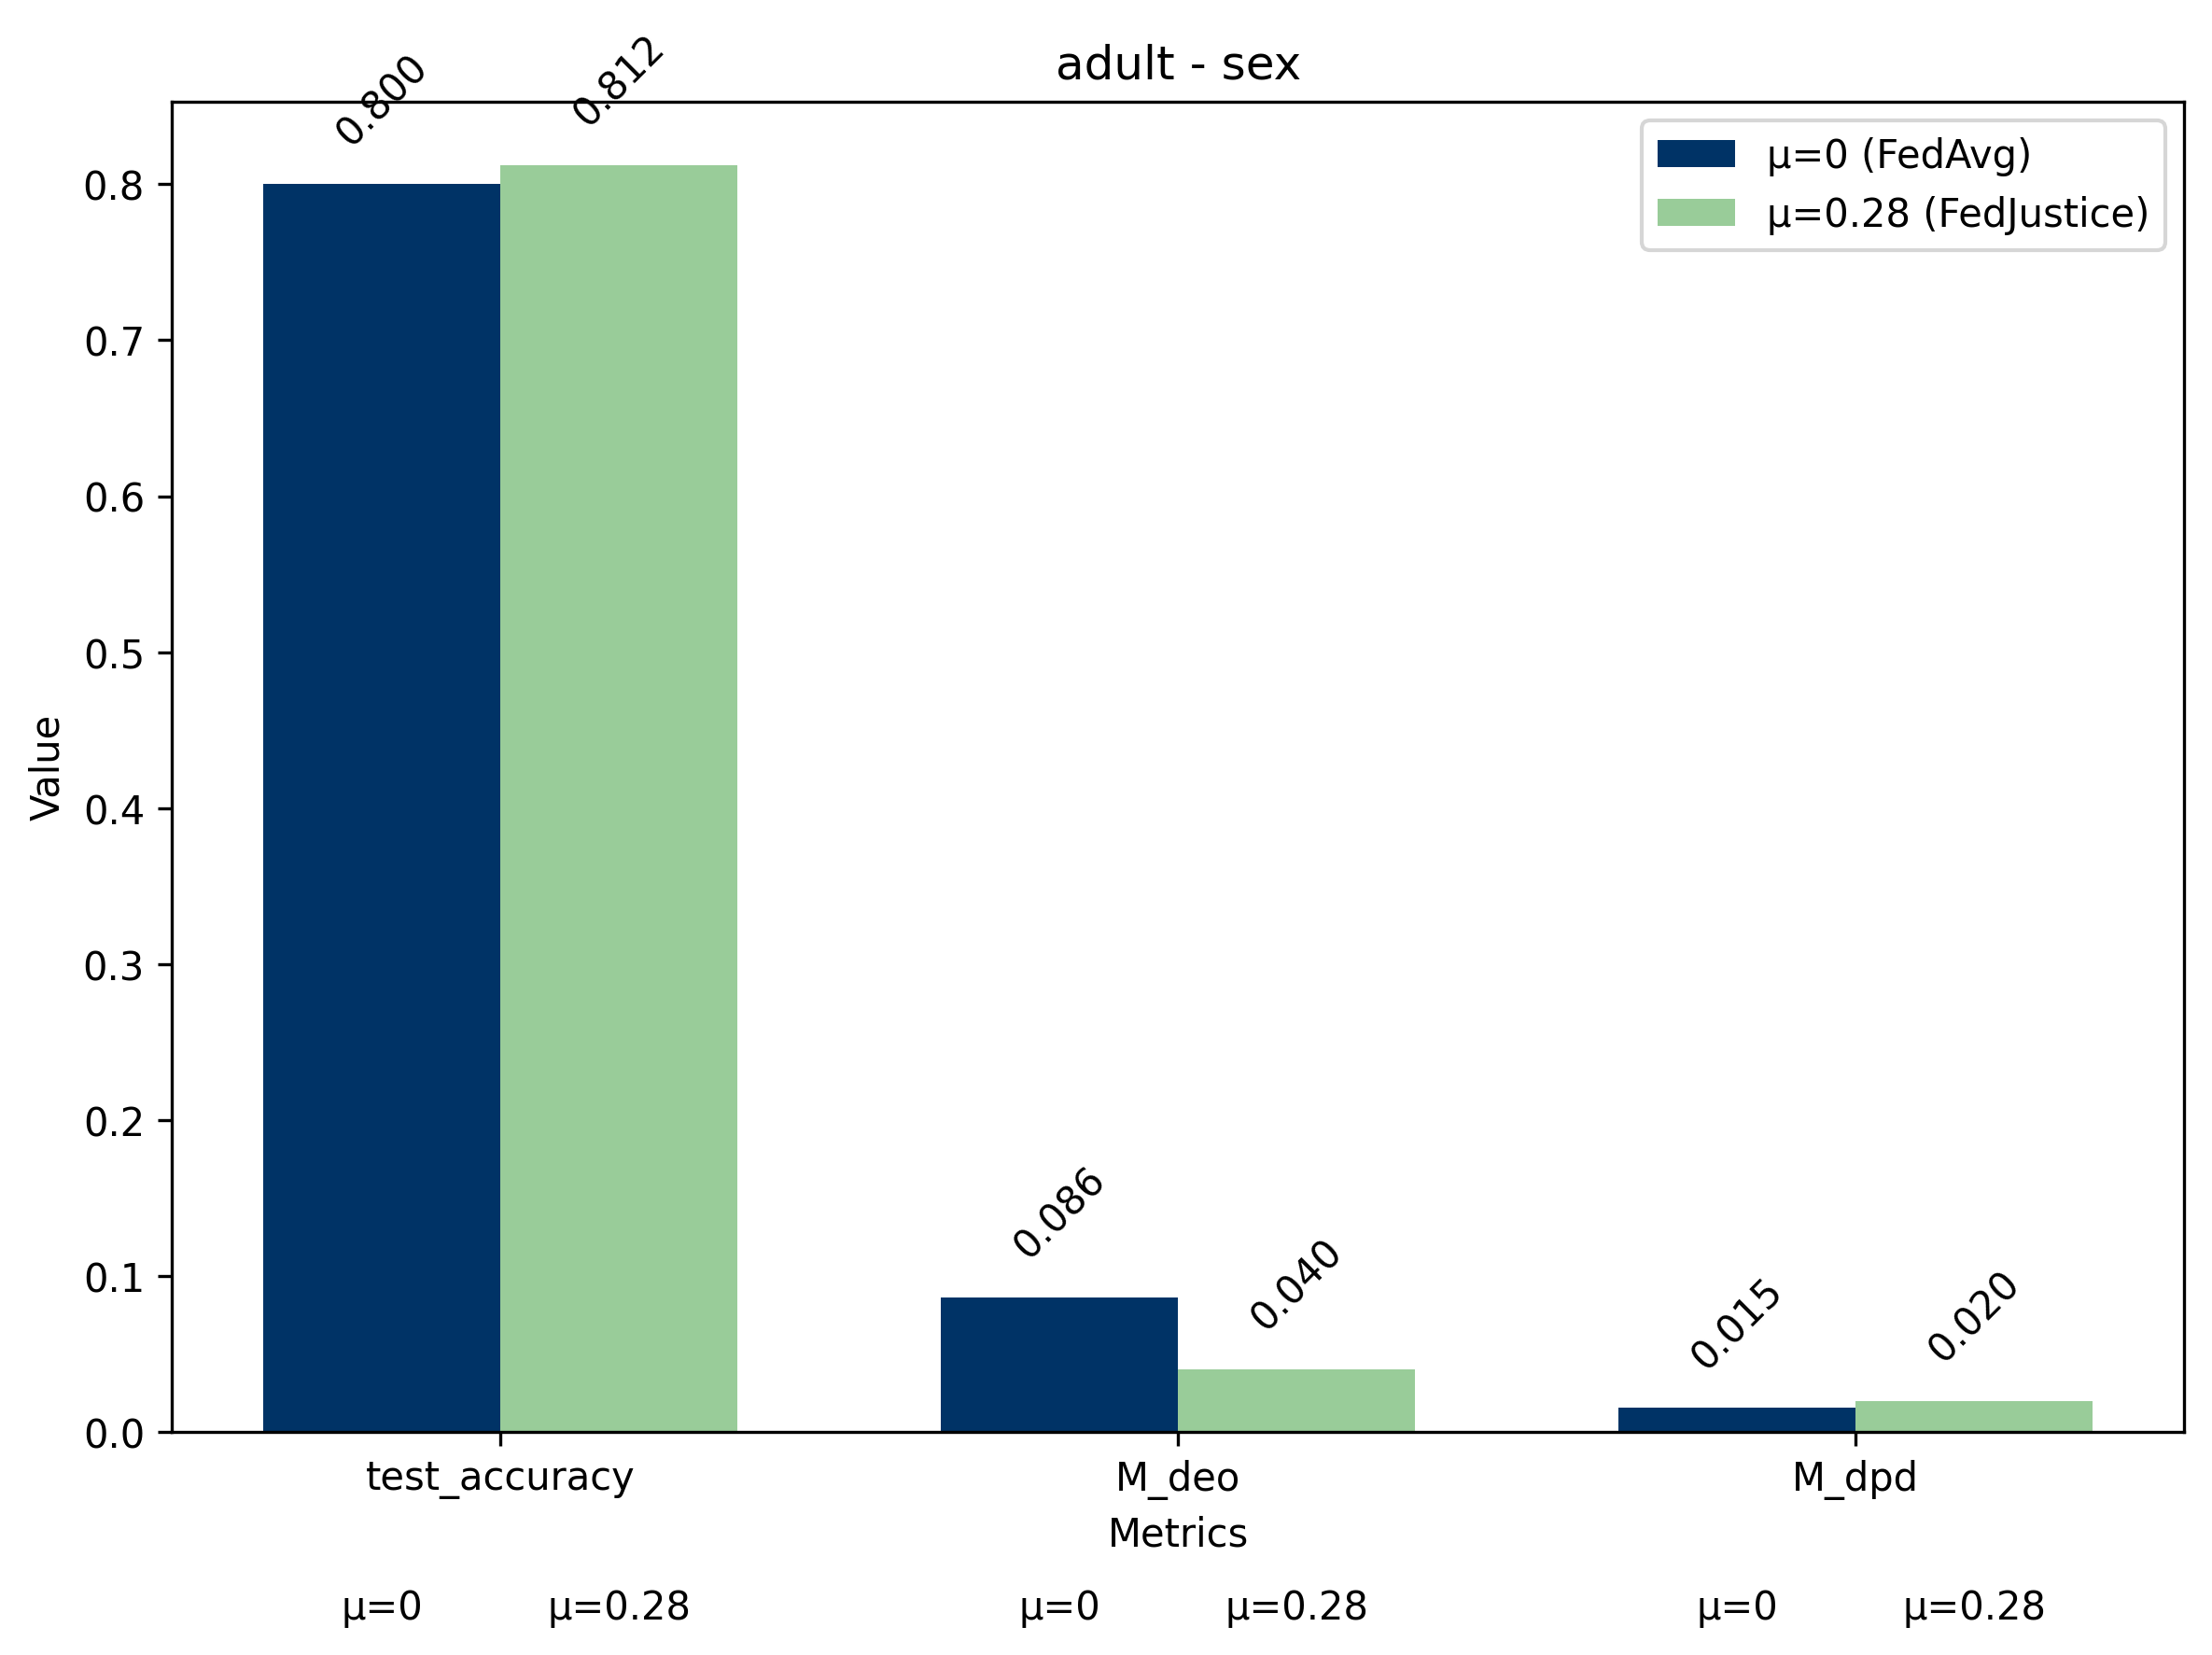 adult - sex
0.800
0.812
μ=0 (FedAvg)
μ=0.28 (FedJustice)
0.8
0.7
0.6
0.5
0.4
0.3
0.2
0.1
0.0
Value
0.086
0.040
0.015
0.020
test_accuracy
M_deo
M_dpd
Metrics
μ=0
μ=0.28
μ=0
μ=0.28
μ=0
μ=0.28